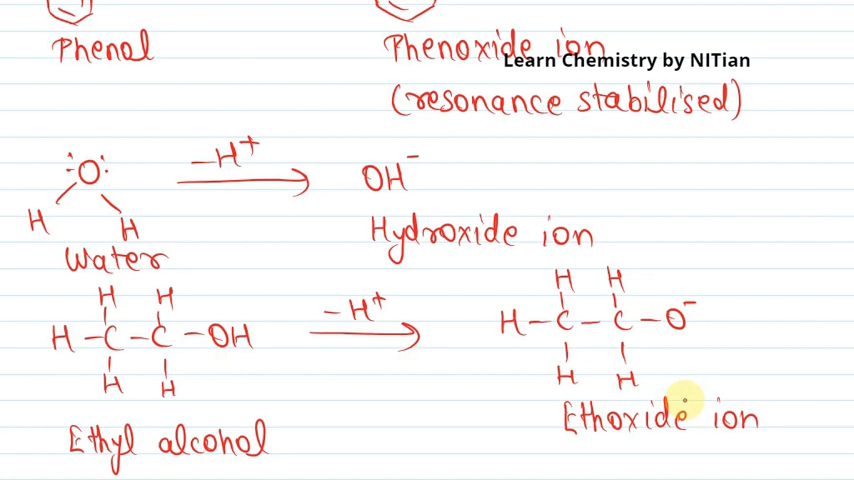 Phenol
Phenoxide ion
Learn Chemistry by NITian
(resonance stabilised)
:O:
-H+
OH-
H H
Water
Hydroxide ion
H H
H H
H-C-C-OH
-H+
H-C-C-O-
H H
H H
Ethyl alcohol
Ethoxide ion